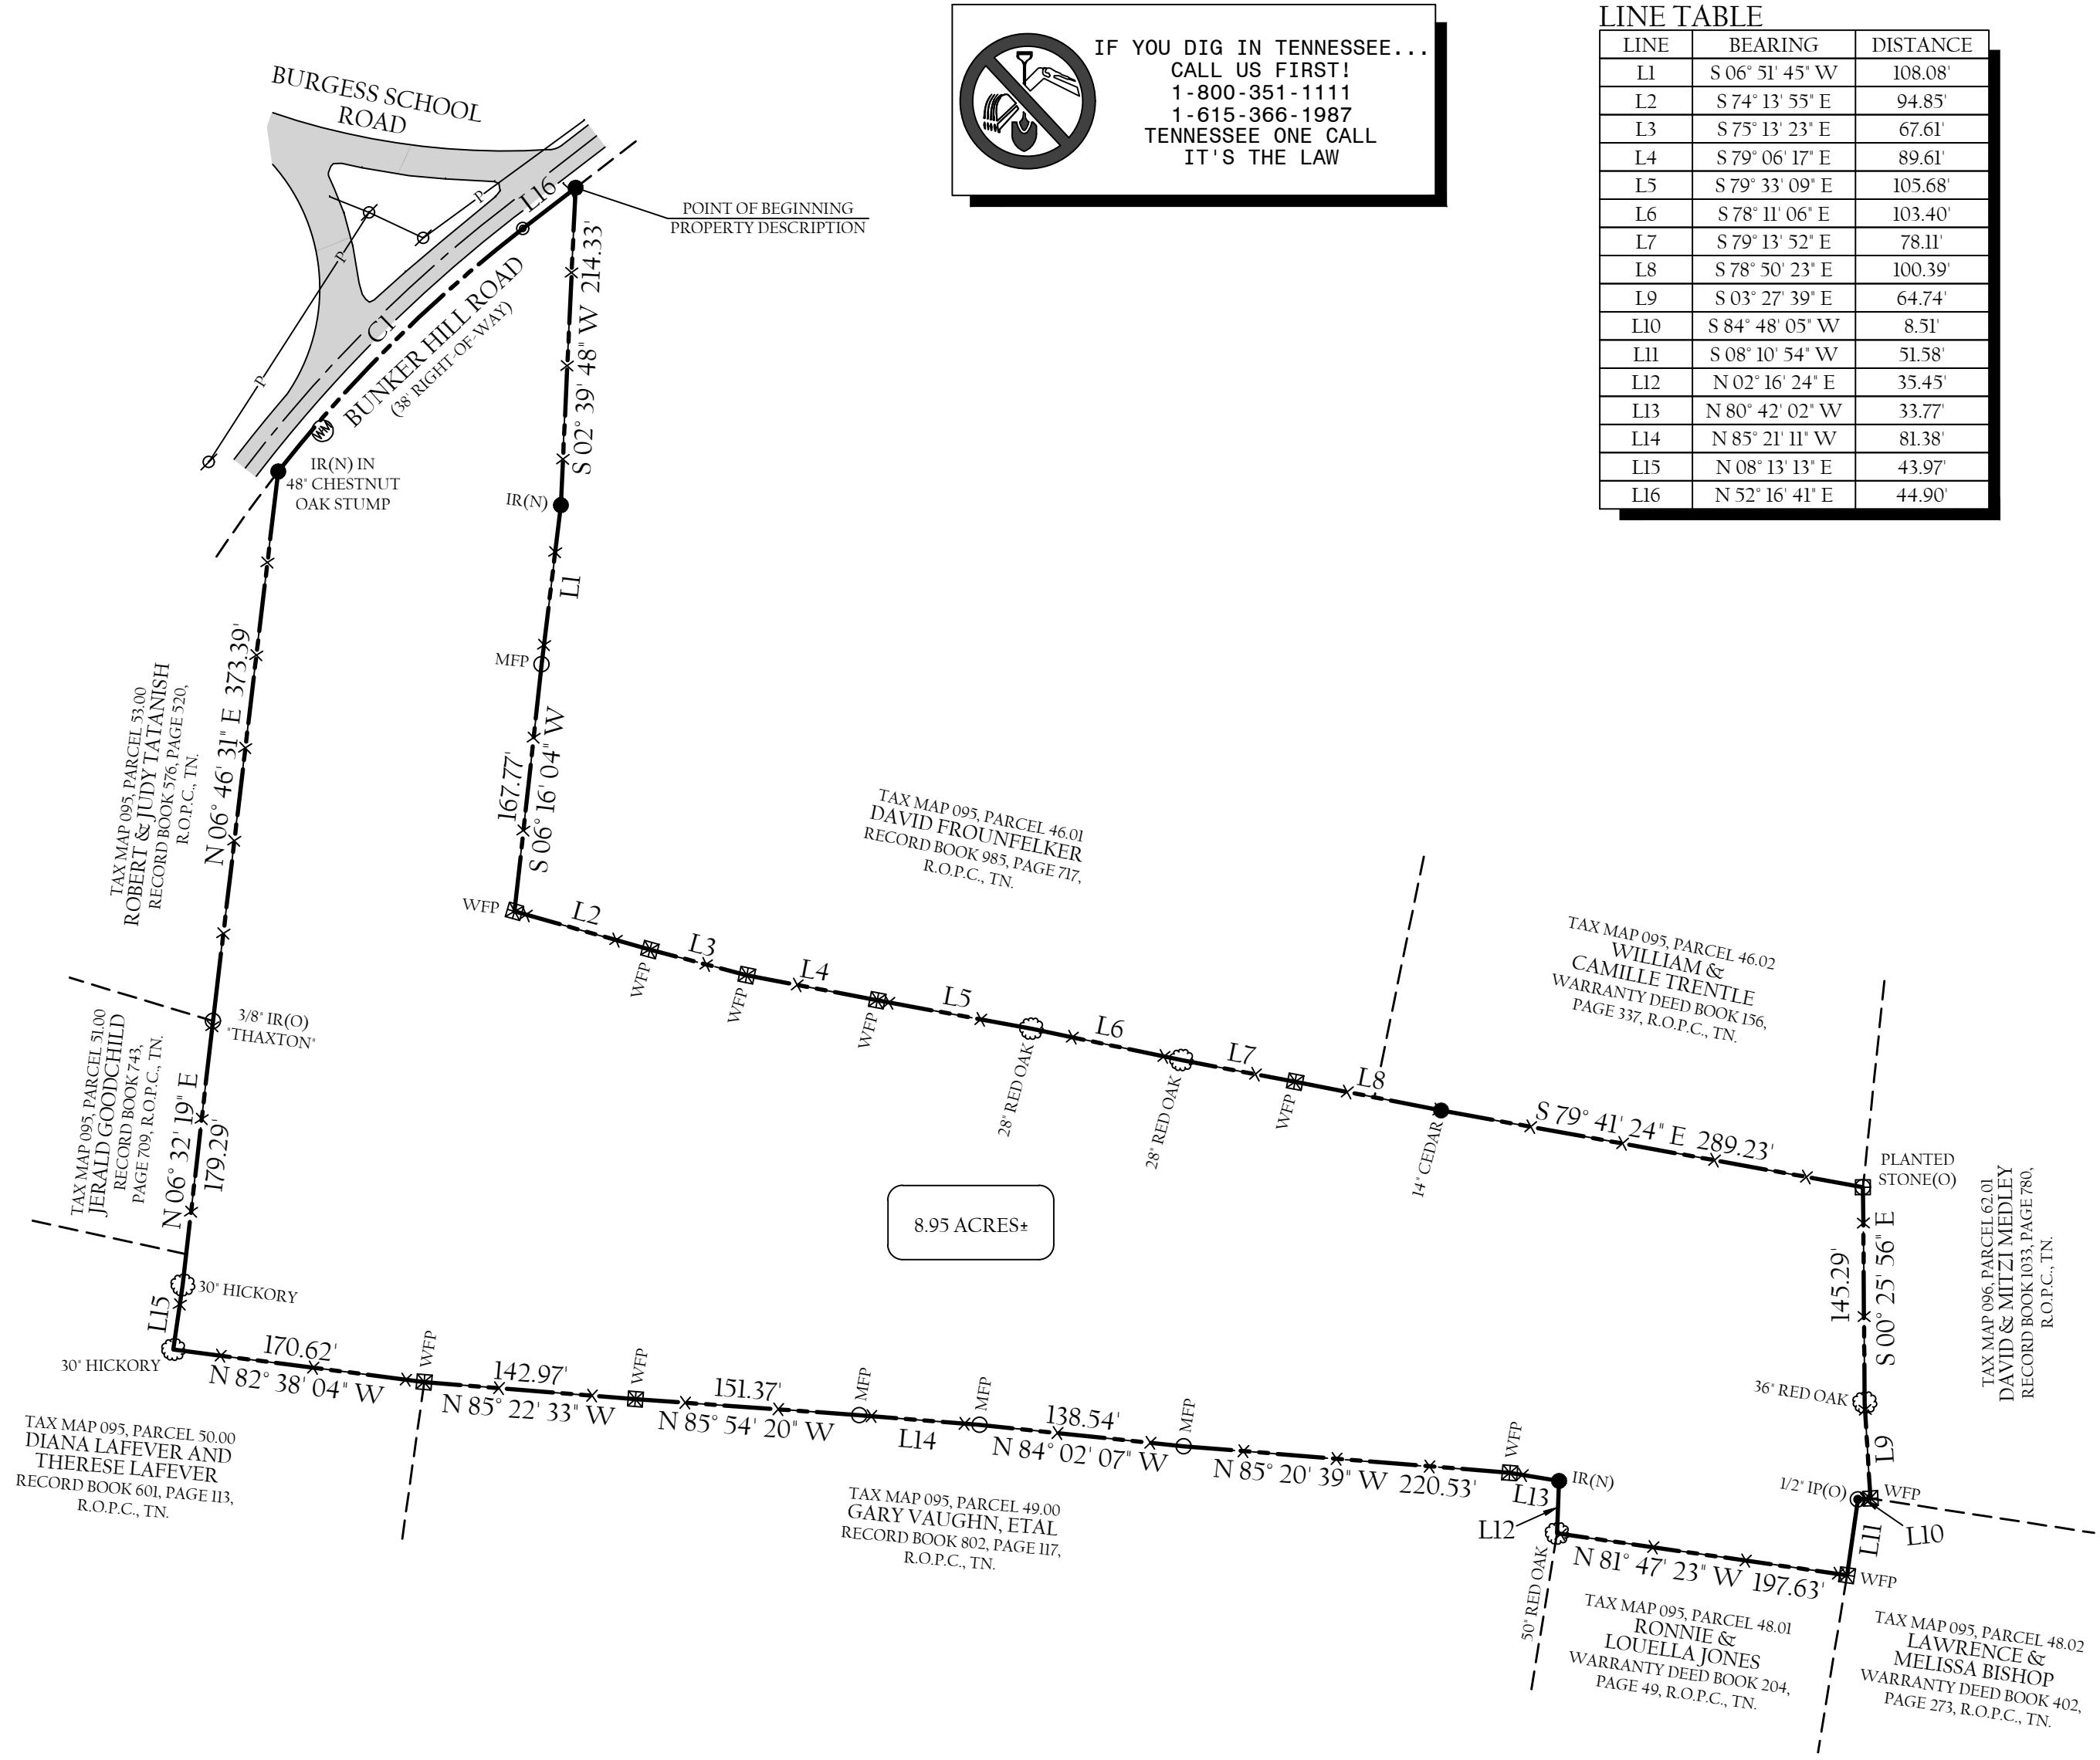 BURGESS SCHOOL
ROAD
IF YOU DIG IN TENNESSEE...
CALL US FIRST!
1-800-351-1111
1-615-366-1987
TENNESSEE ONE CALL
IT'S THE LAW
LINE TABLE
LINE BEARING DISTANCE
L1 S 06° 51' 45" W 108.08'
L2 S 74° 13' 55" E 94.85'
L3 S 75° 13' 23" E 67.61'
L4 S 79° 06' 17" E 89.61'
L5 S 79° 33' 09" E 105.68'
L6 S 78° 11' 06" E 103.40'
L7 S 79° 13' 52" E 78.11'
L8 S 78° 50' 23" E 100.39'
L9 S 03° 27' 39" E 64.74'
L10 S 84° 48' 05" W 8.51'
L11 S 08° 10' 54" W 51.58'
L12 N 02° 16' 24" E 35.45'
L13 N 80° 42' 02" W 33.77'
L14 N 85° 21' 11" W 81.38'
L15 N 08° 13' 13" E 43.97'
L16 N 52° 16' 41" E 44.90'
P
P
P
L16
C1
BUNKER HILL ROAD
(38' RIGHT-OF-WAY)
WM
POINT OF BEGINNING
PROPERTY DESCRIPTION
S 02° 39' 48" W 214.33'
IR(N) IN
48" CHESTNUT
OAK STUMP
IR(N)
L1
MFP
167.77'
S 06° 16' 04" W
WFP
TAX MAP 095, PARCEL 53.00
ROBERT & JUDY TATANISH
RECORD BOOK 576, PAGE 520,
R.O.P.C., TN.
N 06° 46' 31" E 373.39'
3/8" IR(O)
"THAXTON"
TAX MAP 095, PARCEL 51.00
JERALD GOODCHILD
RECORD BOOK 743,
PAGE 709, R.O.P.C., TN.
N 06° 32' 19" E
179.29'
30" HICKORY
L15
30" HICKORY
TAX MAP 095, PARCEL 46.01
DAVID FROUNFELKER
RECORD BOOK 985, PAGE 717,
R.O.P.C., TN.
L2
WFP
L3
WFP
L4
WFP
L5
28" RED OAK
L6
28" RED OAK
L7
WFP
L8
14" CEDAR
TAX MAP 095, PARCEL 46.02
WILLIAM &
CAMILLE TRENTLE
WARRANTY DEED BOOK 156,
PAGE 337, R.O.P.C., TN.
S 79° 41' 24" E 289.23'
PLANTED
STONE(O)
8.95 ACRES±
145.29'
S 00° 25' 56" E
TAX MAP 096, PARCEL 62.01
DAVID & MITZI MEDLEY
RECORD BOOK 1033, PAGE 780,
R.O.P.C., TN.
36" RED OAK
L9
1/2" IP(O)
WFP
L10
L11
WFP
170.62'
N 82° 38' 04" W
WFP
142.97'
N 85° 22' 33" W
WFP
151.37'
N 85° 54' 20" W
MFP
L14
MFP
138.54'
N 84° 02' 07" W
MFP
N 85° 20' 39" W 220.53'
WFP
IR(N)
L13
L12
50" RED OAK
N 81° 47' 23" W 197.63'
TAX MAP 095, PARCEL 50.00
DIANA LAFEVER AND
THERESE LAFEVER
RECORD BOOK 601, PAGE 113,
R.O.P.C., TN.
TAX MAP 095, PARCEL 49.00
GARY VAUGHN, ETAL
RECORD BOOK 802, PAGE 117,
R.O.P.C., TN.
TAX MAP 095, PARCEL 48.01
RONNIE &
LOUELLA JONES
WARRANTY DEED BOOK 204,
PAGE 49, R.O.P.C., TN.
TAX MAP 095, PARCEL 48.02
LAWRENCE &
MELISSA BISHOP
WARRANTY DEED BOOK 402,
PAGE 273, R.O.P.C., TN.